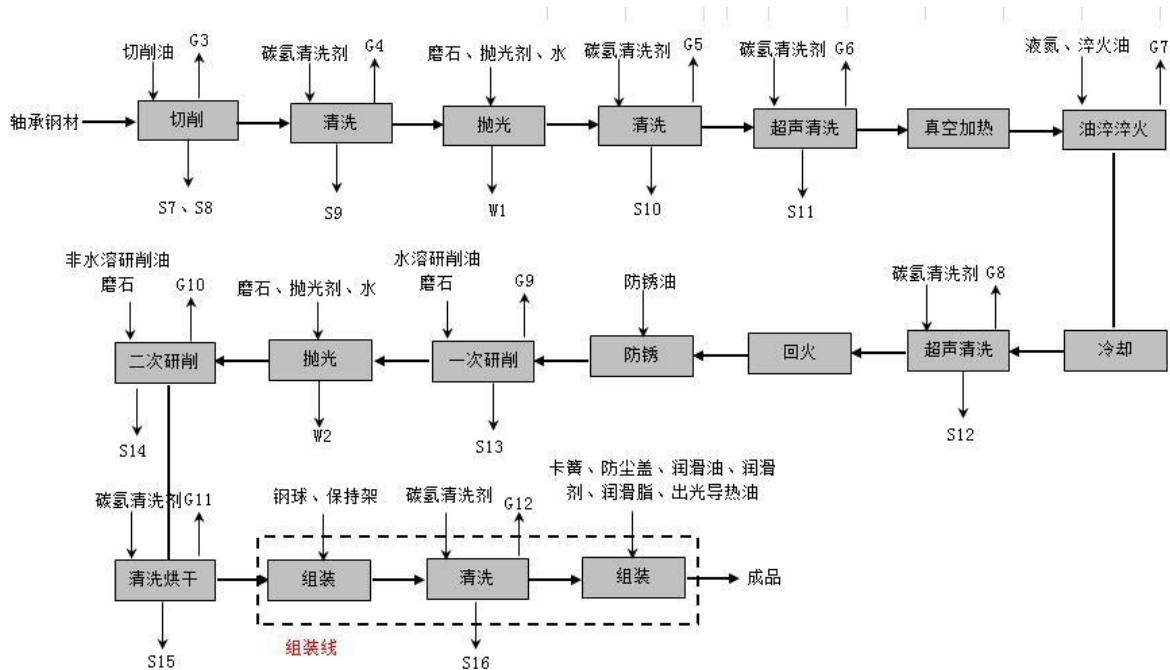 切削油 G3 碳氢清洗剂 G4 磨石、抛光剂、水 碳氢清洗剂 G5 碳氢清洗剂 G6 液氮、淬火油 G7
轴承钢材 切削 清洗 抛光 清洗 超声清洗 真空加热 油淬淬火
S7、S8 S9 W1 S10 S11
非水溶研削油
磨石 G10 磨石、抛光剂、水 水溶研削油
磨石 G9 防锈油 碳氢清洗剂 G8
二次研削 抛光 一次研削 防锈 回火 超声清洗 冷却
S14 W2 S13 S12
碳氢清洗剂 G11 钢球、保持架 碳氢清洗剂 G12 卡簧、防尘盖、润滑油、润滑
剂、润滑脂、出光导热油
清洗烘干 组装 清洗 组装 成品
组装线
S15 S16